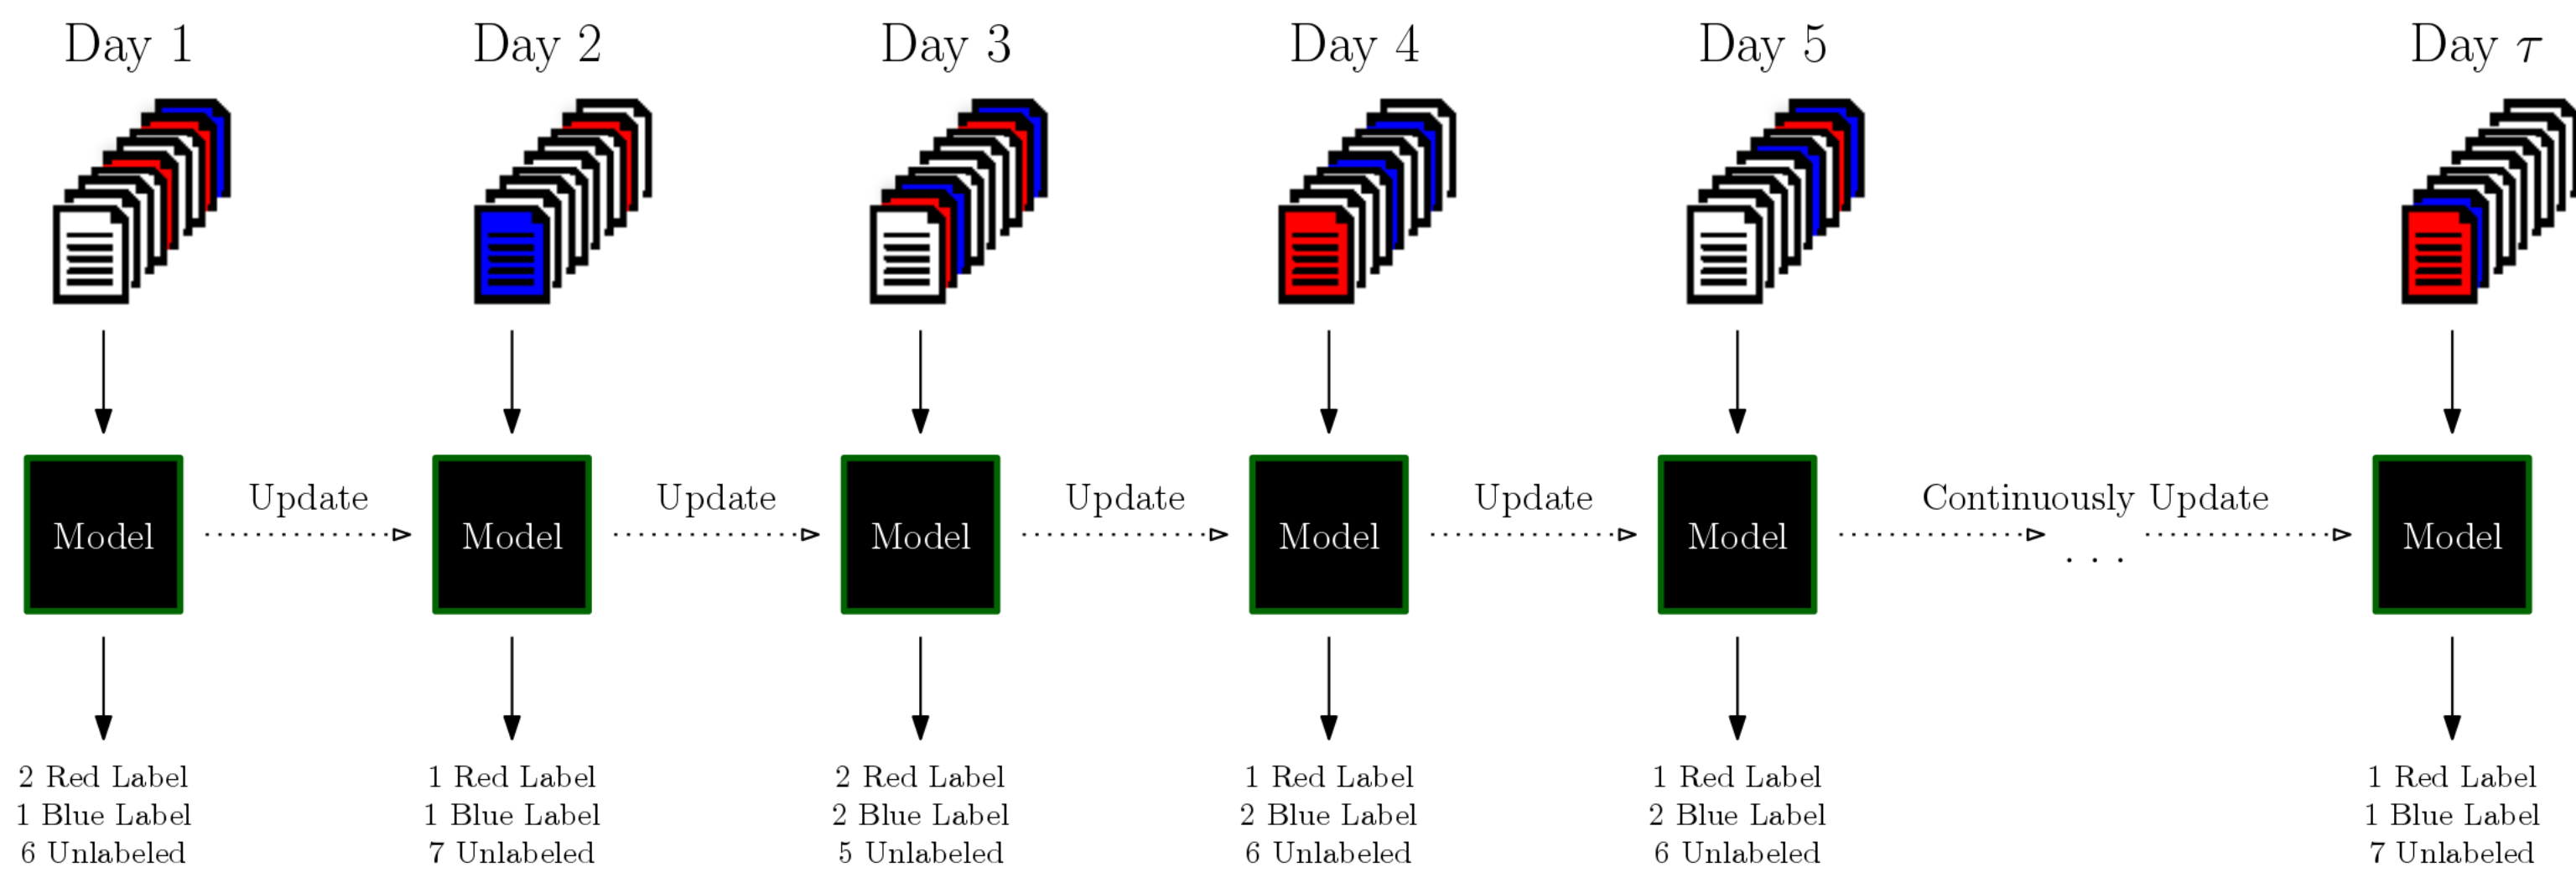 Day 1
Day 2
Day 3
Day 4
Day 5
Day τ
Model
Update
Model
Update
Model
Update
Model
Update
Model
Continuously Update
. . .
Model
2 Red Label
1 Blue Label
6 Unlabeled
1 Red Label
1 Blue Label
7 Unlabeled
2 Red Label
2 Blue Label
5 Unlabeled
1 Red Label
2 Blue Label
6 Unlabeled
1 Red Label
2 Blue Label
6 Unlabeled
1 Red Label
1 Blue Label
7 Unlabeled